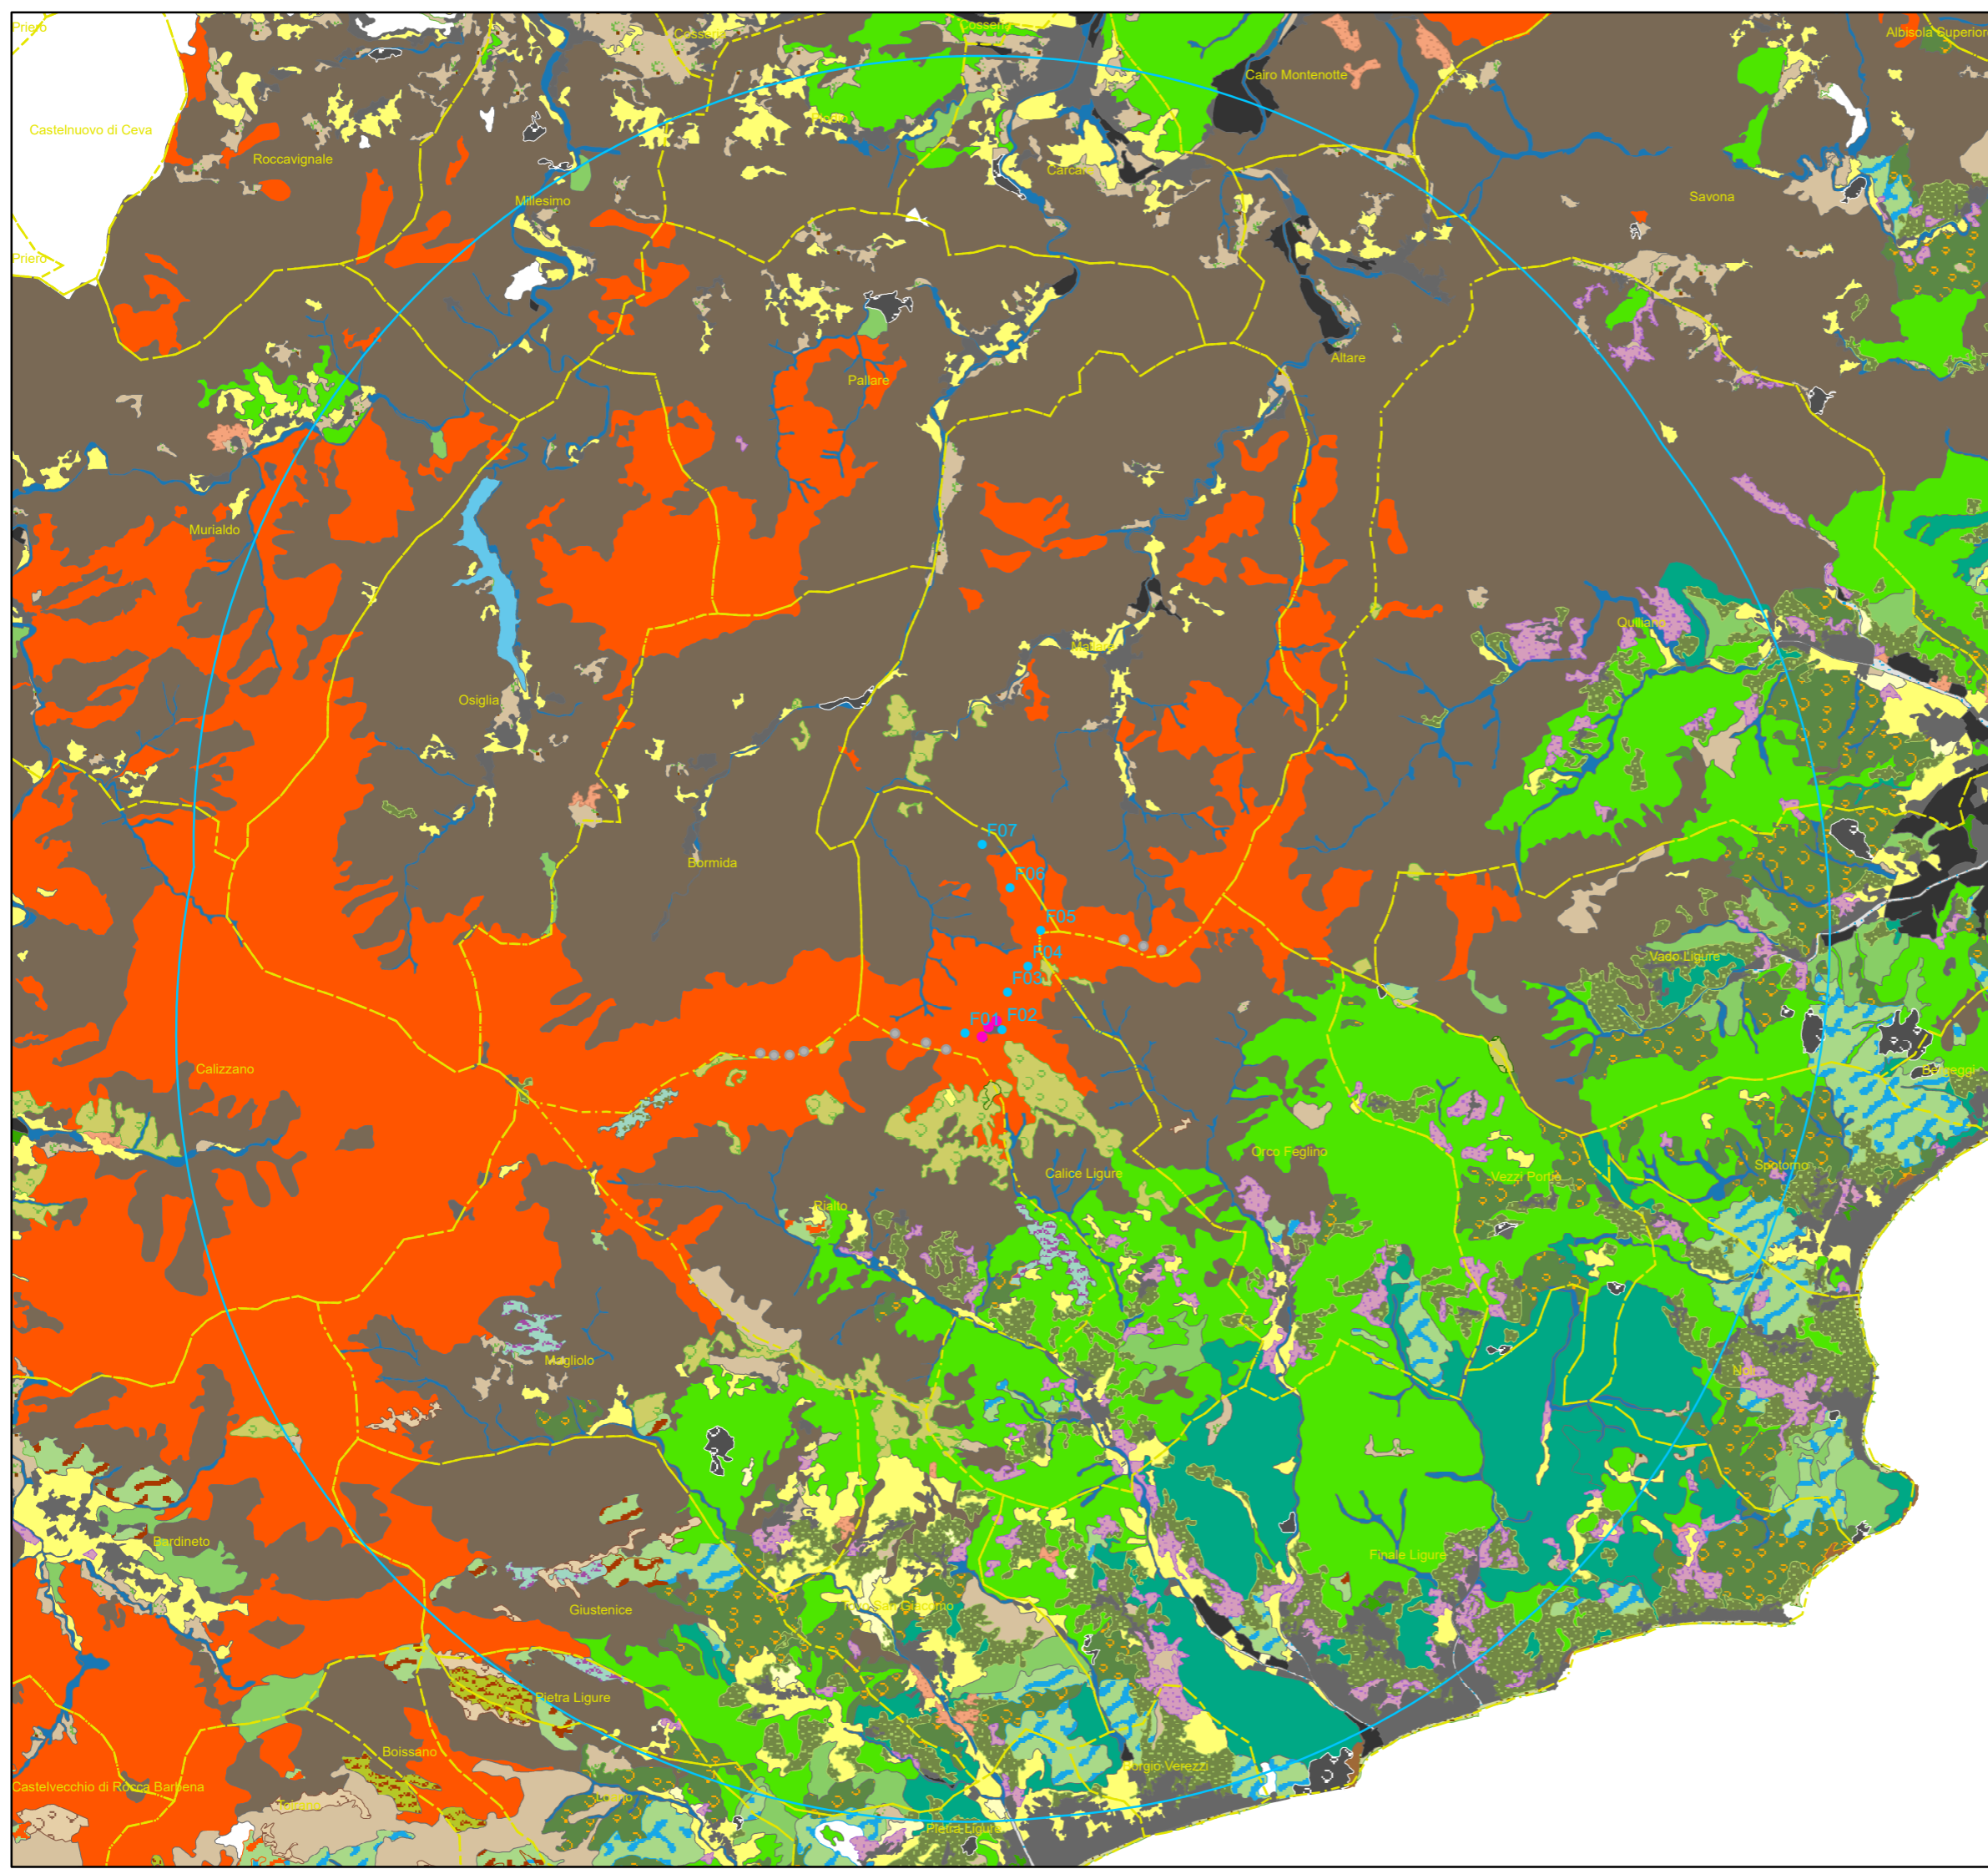 Priero
Cosseria
Cosseria
Albisola Superiore
Cairo Montenotte
Castelnuovo di Ceva
Roccavignale
Carcare
Millesimo
Savona
Priero
Altare
Pallare
Murialdo
Quiliano
Osiglia
F07
Bormida
F06
F05
F04
Vado Ligure
F03
F02
F01
Calizzano
Bergeggi
Orco Feglino
Spotorno
Calice Ligure
Vezzi Portio
Rialto
Magliolo
Noli
Bardineto
Finale Ligure
Giustenice
Pietra Ligure
Boissano
Borgio Verezzi
Castelvecchio di Rocca Barbena
Pietra Ligure